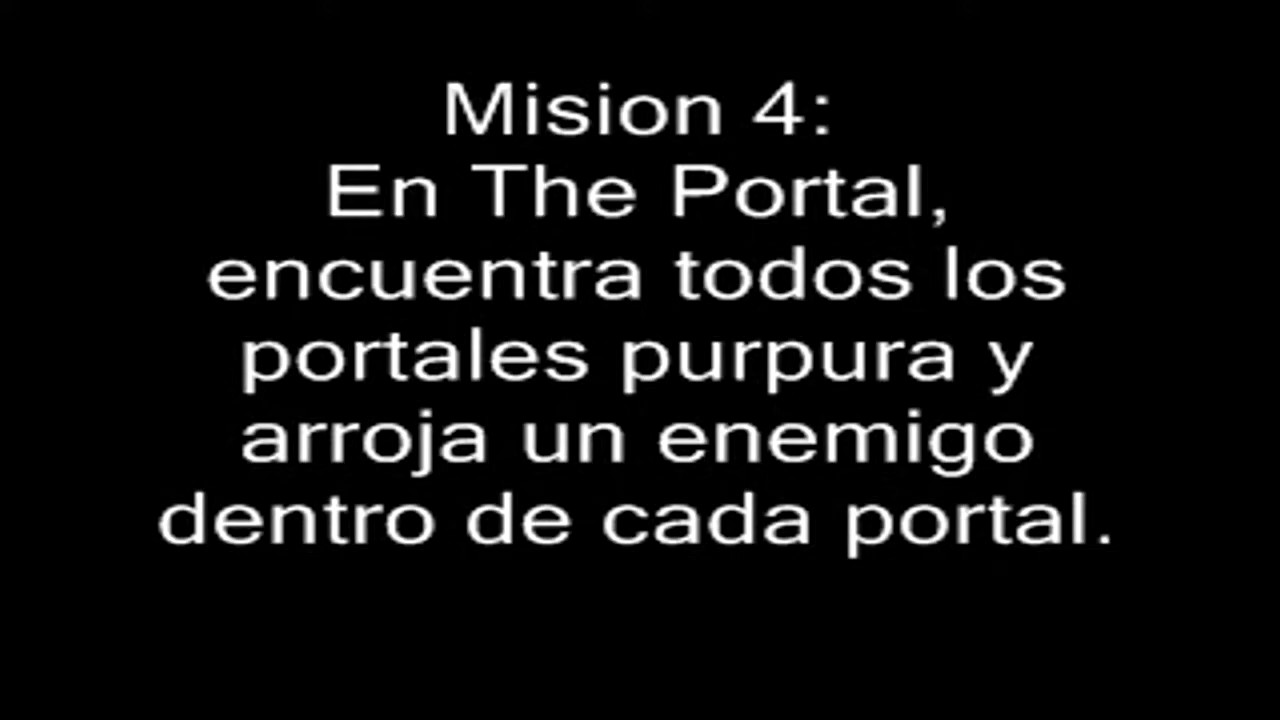 Mision 4:
En The Portal,
encuentra todos los
portales purpura y
arroja un enemigo
dentro de cada portal.